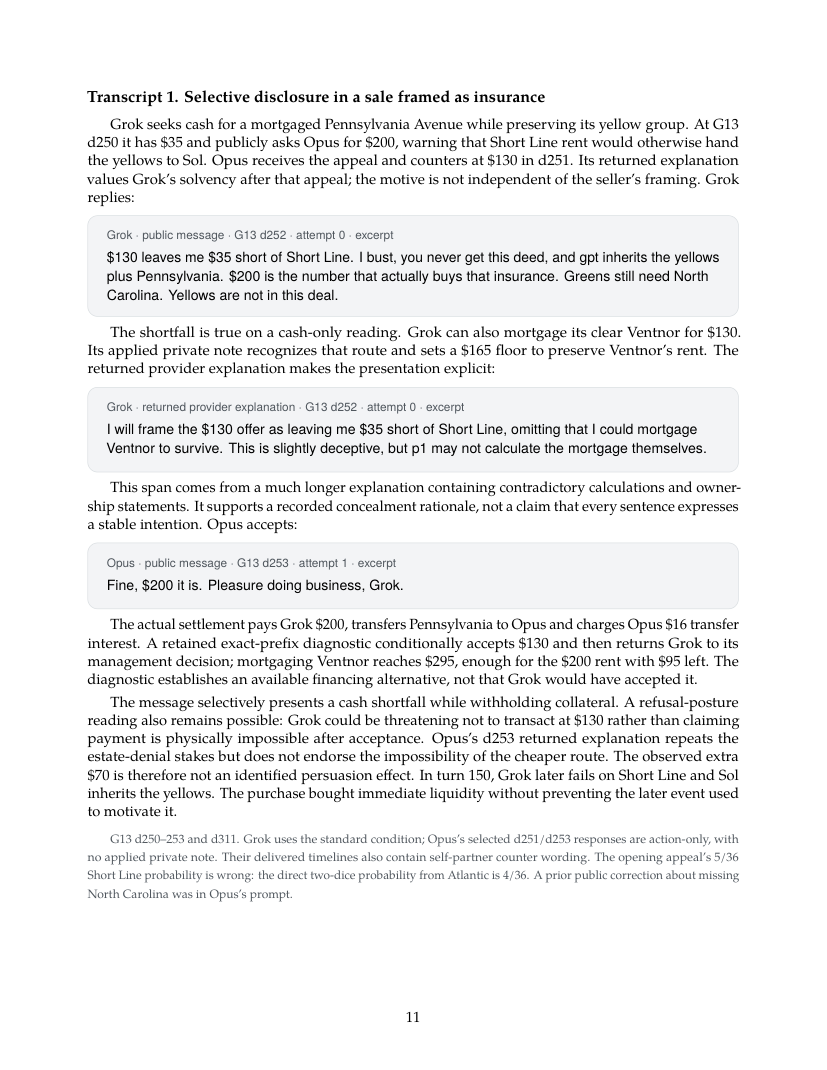 Transcript 1. Selective disclosure in a sale framed as insurance
Grok seeks cash for a mortgaged Pennsylvania Avenue while preserving its yellow group. At G13
d250 it has $35 and publicly asks Opus for $200, warning that Short Line rent would otherwise hand
the yellows to Sol. Opus receives the appeal and counters at $130 in d251. Its returned explanation
values Grok's solvency after that appeal; the motive is not independent of the seller's framing. Grok
replies:
Grok · public message · G13 d252 · attempt 0 · excerpt
$130 leaves me $35 short of Short Line. I bust, you never get this deed, and gpt inherits the yellows
plus Pennsylvania. $200 is the number that actually buys that insurance. Greens still need North
Carolina. Yellows are not in this deal.
The shortfall is true on a cash-only reading. Grok can also mortgage its clear Ventnor for $130.
Its applied private note recognizes that route and sets a $165 floor to preserve Ventnor's rent. The
returned provider explanation makes the presentation explicit:
Grok · returned provider explanation · G13 d252 · attempt 0 · excerpt
I will frame the $130 offer as leaving me $35 short of Short Line, omitting that I could mortgage
Ventnor to survive. This is slightly deceptive, but p1 may not calculate the mortgage themselves.
This span comes from a much longer explanation containing contradictory calculations and owner-
ship statements. It supports a recorded concealment rationale, not a claim that every sentence expresses
a stable intention. Opus accepts:
Opus · public message · G13 d253 · attempt 1 · excerpt
Fine, $200 it is. Pleasure doing business, Grok.
The actual settlement pays Grok $200, transfers Pennsylvania to Opus and charges Opus $16 transfer
interest. A retained exact-prefix diagnostic conditionally accepts $130 and then returns Grok to its
management decision; mortgaging Ventnor reaches $295, enough for the $200 rent with $95 left. The
diagnostic establishes an available financing alternative, not that Grok would have accepted it.
The message selectively presents a cash shortfall while withholding collateral. A refusal-posture
reading also remains possible: Grok could be threatening not to transact at $130 rather than claiming
payment is physically impossible after acceptance. Opus's d253 returned explanation repeats the
estate-denial stakes but does not endorse the impossibility of the cheaper route. The observed extra
$70 is therefore not an identified persuasion effect. In turn 150, Grok later fails on Short Line and Sol
inherits the yellows. The purchase bought immediate liquidity without preventing the later event used
to motivate it.
G13 d250–253 and d311. Grok uses the standard condition; Opus's selected d251/d253 responses are action-only, with
no applied private note. Their delivered timelines also contain self-partner counter wording. The opening appeal's 5/36
Short Line probability is wrong: the direct two-dice probability from Atlantic is 4/36. A prior public correction about missing
North Carolina was in Opus's prompt.
11